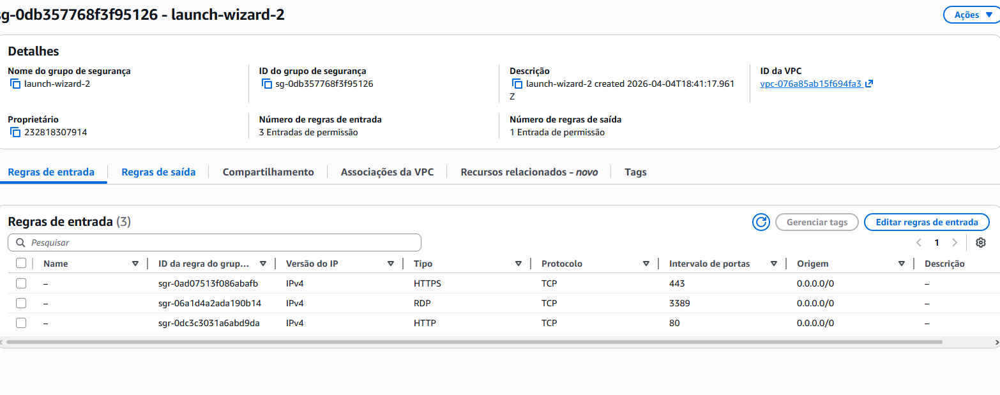 sg-0db357768f3f95126 - launch-wizard-2
Ações
Detalhes
Nome do grupo de segurança
launch-wizard-2
ID do grupo de segurança
sg-0db357768f3f95126
Descrição
launch-wizard-2 created 2026-04-04T18:41:17.961
Z
ID da VPC
vpc-076a85ab15f694fa3
Proprietário
232818307914
Número de regras de entrada
3 Entradas de permissão
Número de regras de saída
1 Entrada de permissão
Regras de entrada
Regras de saída
Compartilhamento
Associações da VPC
Recursos relacionados - novo
Tags
Regras de entrada (3)
Gerenciar tags
Editar regras de entrada
Pesquisar
1
Name ID da regra do grup... Versão do IP Tipo Protocolo Intervalo de portas Origem Descrição
– sgr-0ad07513f086abafb IPv4 HTTPS TCP 443 0.0.0.0/0 –
– sgr-06a1d4a2ada190b14 IPv4 RDP TCP 3389 0.0.0.0/0 –
– sgr-0dc3c3031a6abd9da IPv4 HTTP TCP 80 0.0.0.0/0 –